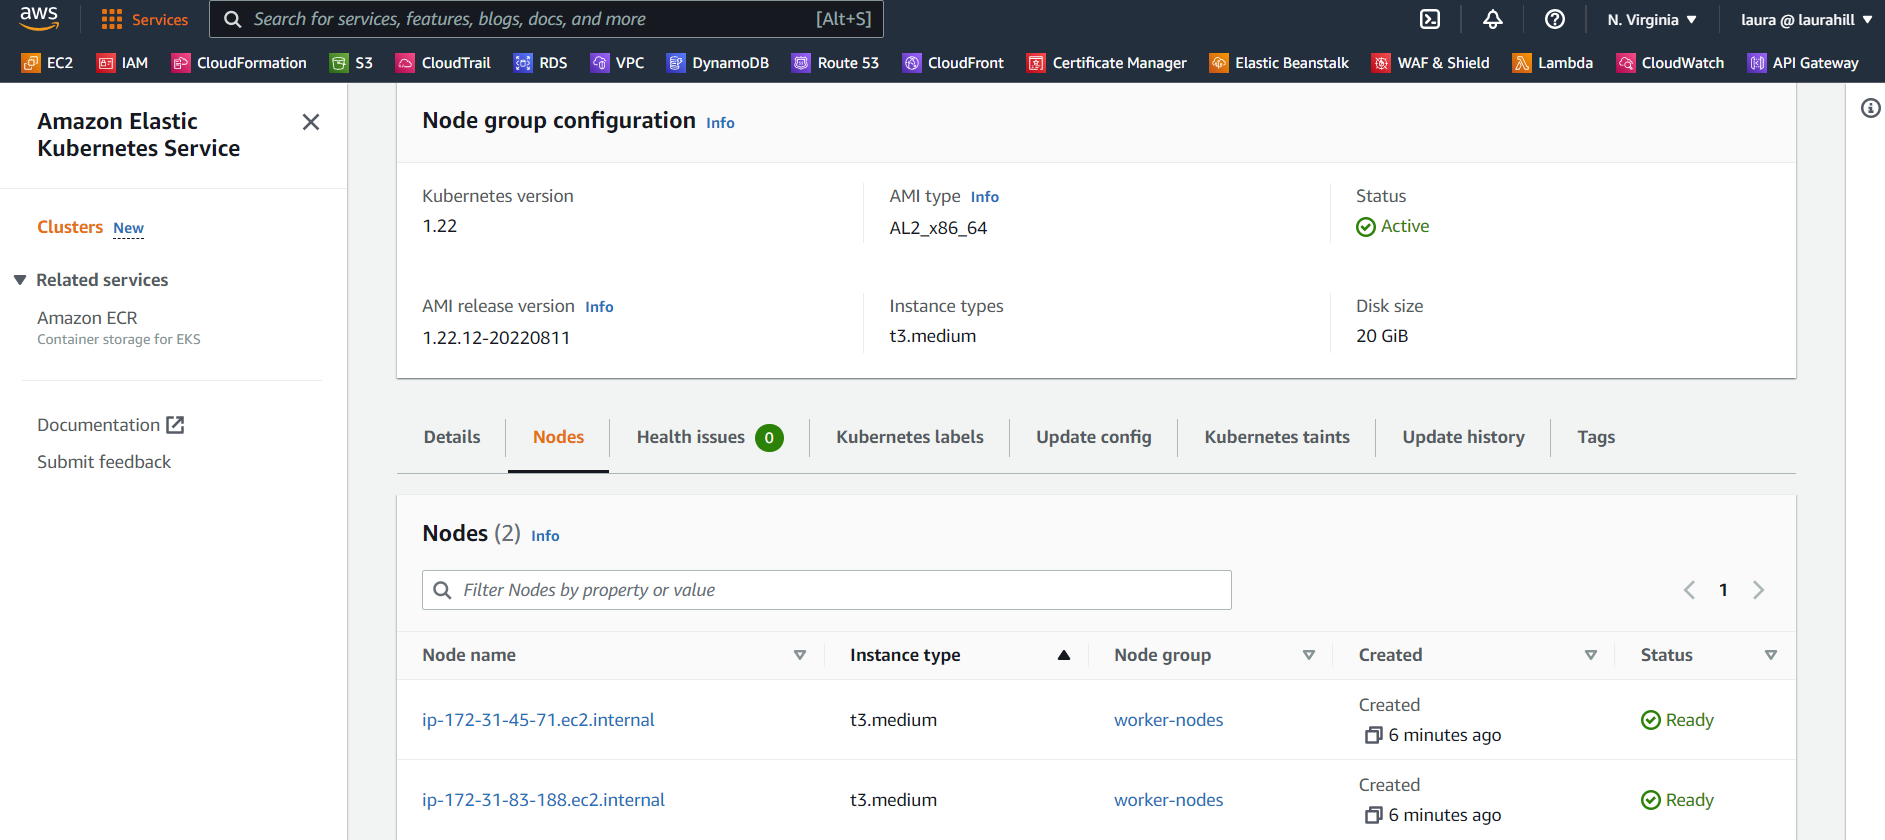 aws Services Search for services, features, blogs, docs, and more [Alt+S] N. Virginia laura @ laurahill
EC2 IAM CloudFormation S3 CloudTrail RDS VPC DynamoDB Route 53 CloudFront Certificate Manager Elastic Beanstalk WAF & Shield Lambda CloudWatch API Gateway
Amazon Elastic
Kubernetes Service
Clusters New
Related services
Amazon ECR
Container storage for EKS
Documentation
Submit feedback
Node group configuration Info
Kubernetes version
1.22
AMI type Info
AL2_x86_64
Status
Active
AMI release version Info
1.22.12-20220811
Instance types
t3.medium
Disk size
20 GiB
Details Nodes Health issues 0 Kubernetes labels Update config Kubernetes taints Update history Tags
Nodes (2) Info
Filter Nodes by property or value 1
Node name Instance type Node group Created Status
ip-172-31-45-71.ec2.internal t3.medium worker-nodes Created
6 minutes ago Ready
ip-172-31-83-188.ec2.internal t3.medium worker-nodes Created
6 minutes ago Ready